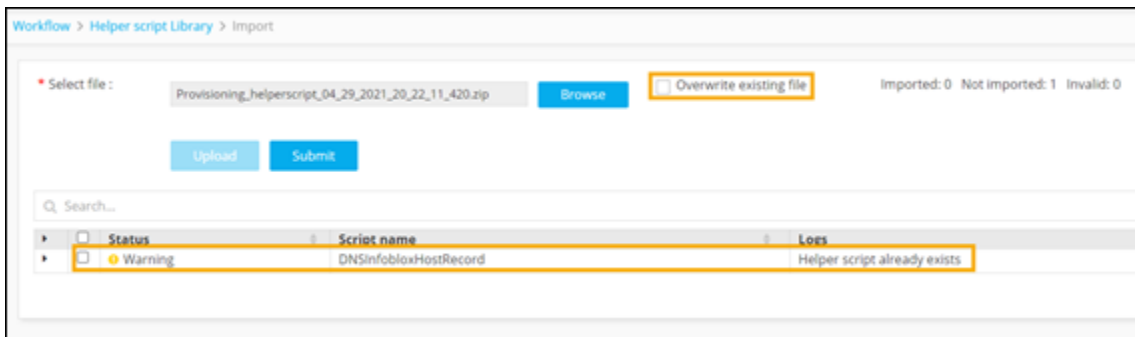 Workflow > Helper script Library > Import
* Select file : Provisioning_helperscript_04_29_2021_20_22_11_420.zip Browse Overwrite existing file Imported: 0 Not imported: 1 Invalid: 0
Upload Submit
Search...
Status Script name Logs
Warning DNSInfobloxHostRecord Helper script already exists